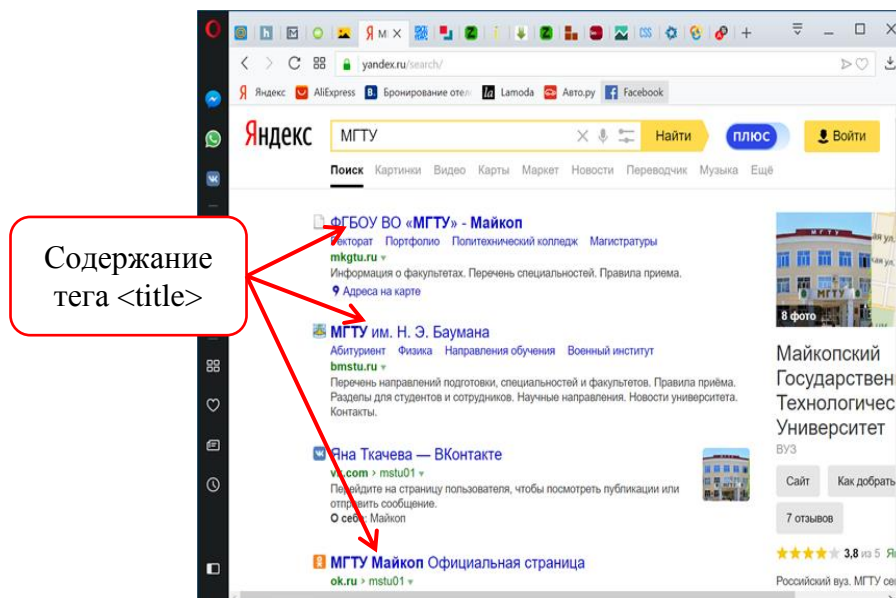 Я М
CSS
yandex.ru/search/
Яндекс AliExpress B. Бронирование отел la Lamoda Авто.ру Facebook
Яндекс МГТУ Найти плюс Войти
Поиск Картинки Видео Карты Маркет Новости Переводчик Музыка Ещё
Содержание
тега <title>
ФГБОУ ВО «МГТУ» - Майкоп
Ректорат Портфолио Политехнический колледж Магистратуры
mkgtu.ru
Информация о факультетах. Перечень специальностей. Правила приема.
Адреса на карте
МГТУ им. Н. Э. Баумана
Абитуриент Физика Направления обучения Военный институт
bmstu.ru
Перечень направлений подготовки, специальностей и факультетов. Правила приёма.
Разделы для студентов и сотрудников. Научные направления. Новости университета.
Контакты.
Яна Ткачева — ВКонтакте
vk.com › mstu01
Перейдите на страницу пользователя, чтобы посмотреть публикации или
отправить сообщение.
О себе: Майкоп
МГТУ Майкоп Официальная страница
ok.ru › mstu01
МГТУ
8 фото
Майкопский
Государствен
Технологичес
Университет
ВУЗ
Сайт Как добрать
7 отзывов
3,8 из 5 Я
Российский вуз. МГТУ се